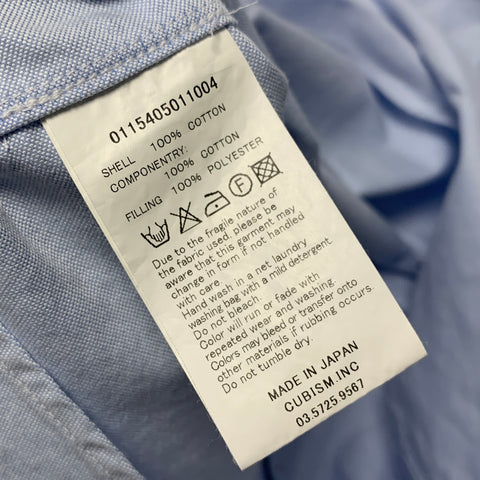 0115405011004
SHELL 100% COTTON
COMPONENTRY:
100% COTTON
FILLING 100% POLYESTER
F
Due to the fragile nature of
the fabric used, please be
aware that this garment may
change in form if not handled
with care.
Hand wash in a net laundry
washing bag with a mild detergent.
Do not bleach.
Color will run or fade with
repeated wear and washing
Colors may bleed or transfer onto
other materials if rubbing occurs.
Do not tumble dry.
MADE IN JAPAN
CUBISM.INC
03.5725.9567